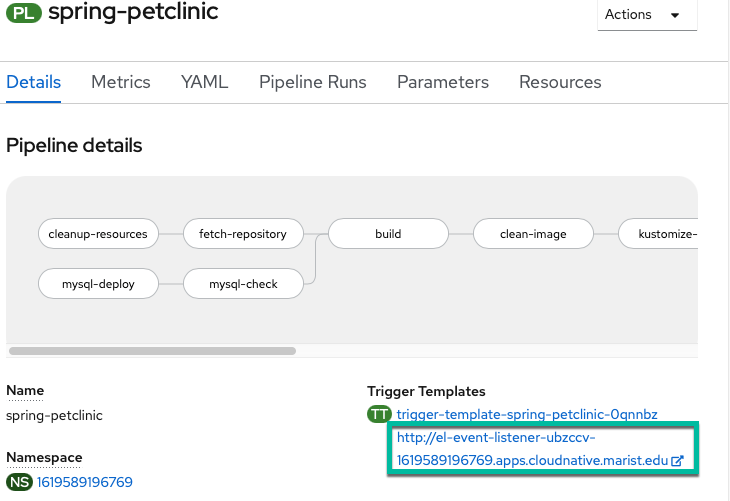 PL spring-petclinic
Actions
Details Metrics YAML Pipeline Runs Parameters Resources
Pipeline details
cleanup-resources fetch-repository build clean-image kustomize-
mysql-deploy mysql-check
Name
spring-petclinic
Namespace
NS 1619589196769
Trigger Templates
TT trigger-template-spring-petclinic-0qnnbz
http://el-event-listener-ubzccv-
1619589196769.apps.cloudnative.marist.edu